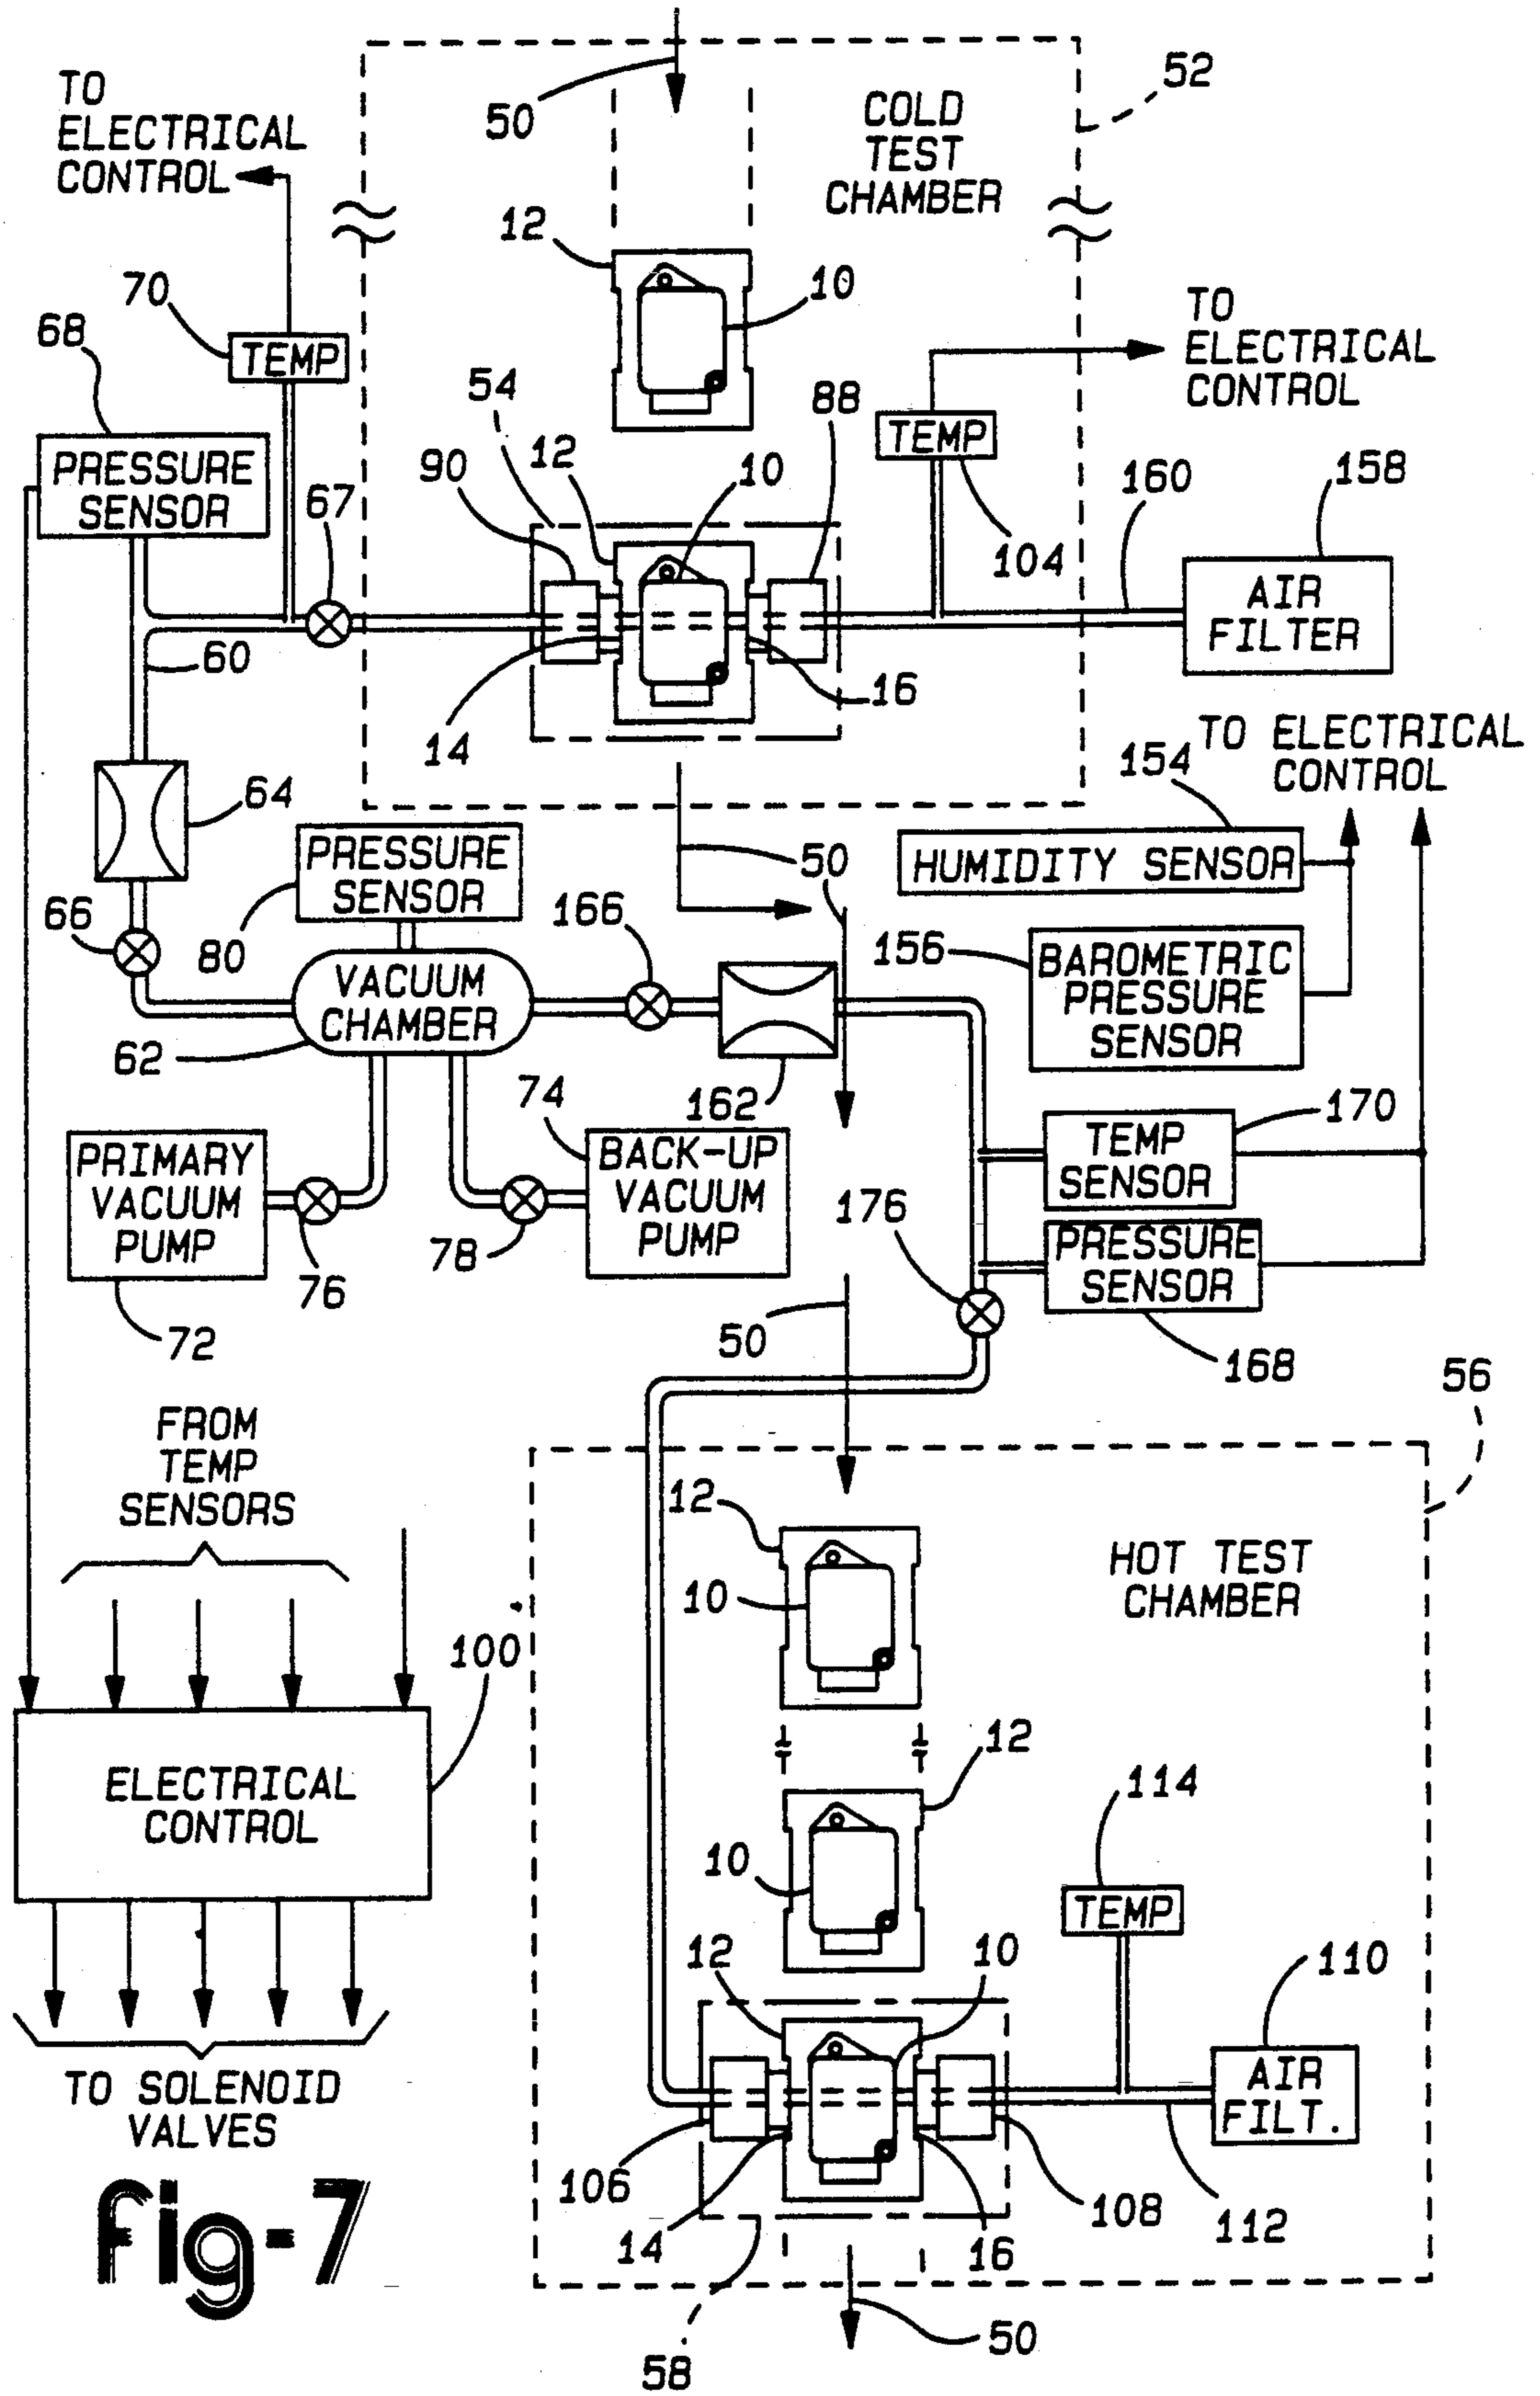 TO
ELECTRICAL
CONTROL
50
COLD
TEST
CHAMBER
52
12
10
70
TEMP
68
PRESSURE
SENSOR
67
54
90
12
10
88
TEMP
104
TO
ELECTRICAL
CONTROL
160
158
AIR
FILTER
60
14
16
64
TO ELECTRICAL
CONTROL
154
HUMIDITY SENSOR
PRESSURE
SENSOR
80
50
66
166
156
BAROMETRIC
PRESSURE
SENSOR
VACUUM
CHAMBER
62
162
74
PRIMARY
VACUUM
PUMP
76
72
78
BACK-UP
VACUUM
PUMP
170
TEMP
SENSOR
176
PRESSURE
SENSOR
168
50
56
FROM
TEMP
SENSORS
12
10
HOT TEST
CHAMBER
100
ELECTRICAL
CONTROL
12
10
114
TEMP
12
10
110
AIR
FILT.
TO SOLENOID
VALVES
106
14
16
108
112
58
50
fig-7